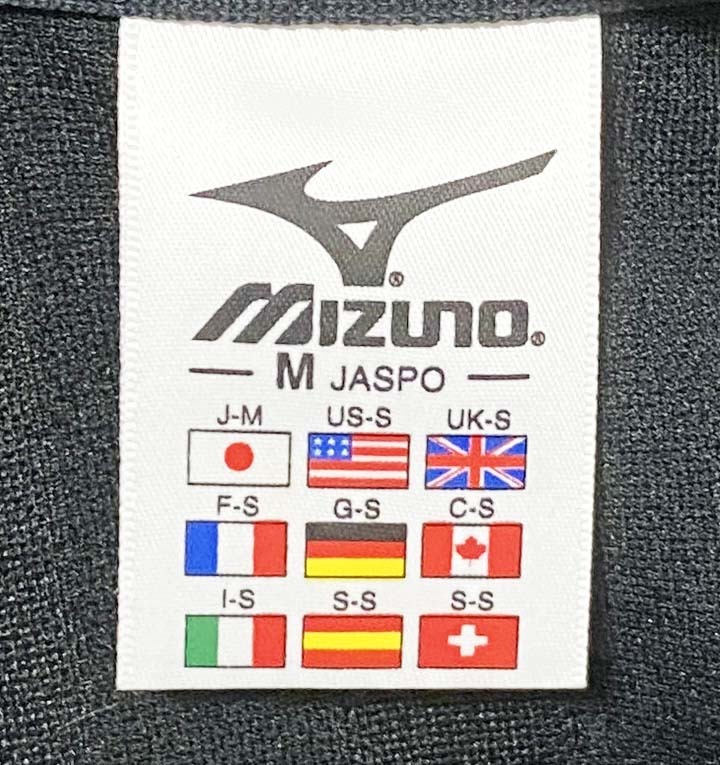 MIZUNO®
M JASPO
J-M US-S UK-S
F-S G-S C-S
I-S S-S S-S